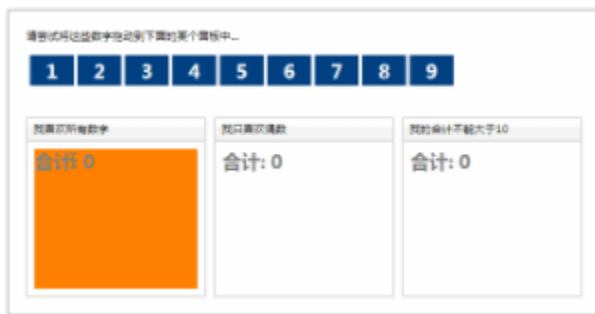 请尝试将这些数字拖动到下面的某个面板中...
1 2 3 4 5 6 7 8 9
我喜欢所有数字
合计: 0
我只喜欢偶数
合计: 0
我的合计不能大于10
合计: 0